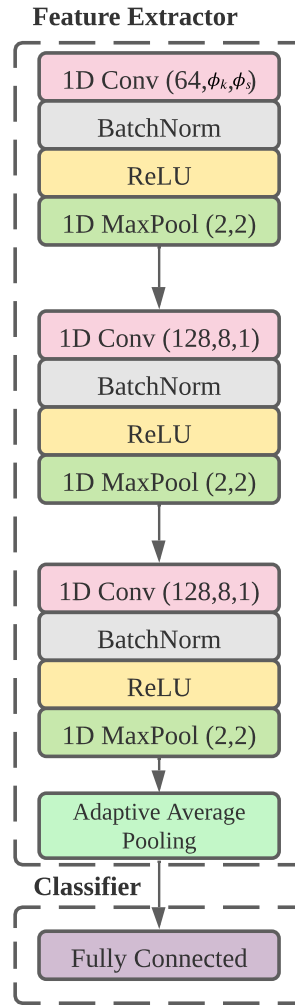 Feature Extractor
1D Conv (64,ϕₖ,ϕₛ)
BatchNorm
ReLU
1D MaxPool (2,2)
1D Conv (128,8,1)
BatchNorm
ReLU
1D MaxPool (2,2)
1D Conv (128,8,1)
BatchNorm
ReLU
1D MaxPool (2,2)
Adaptive Average
Pooling
Classifier
Fully Connected